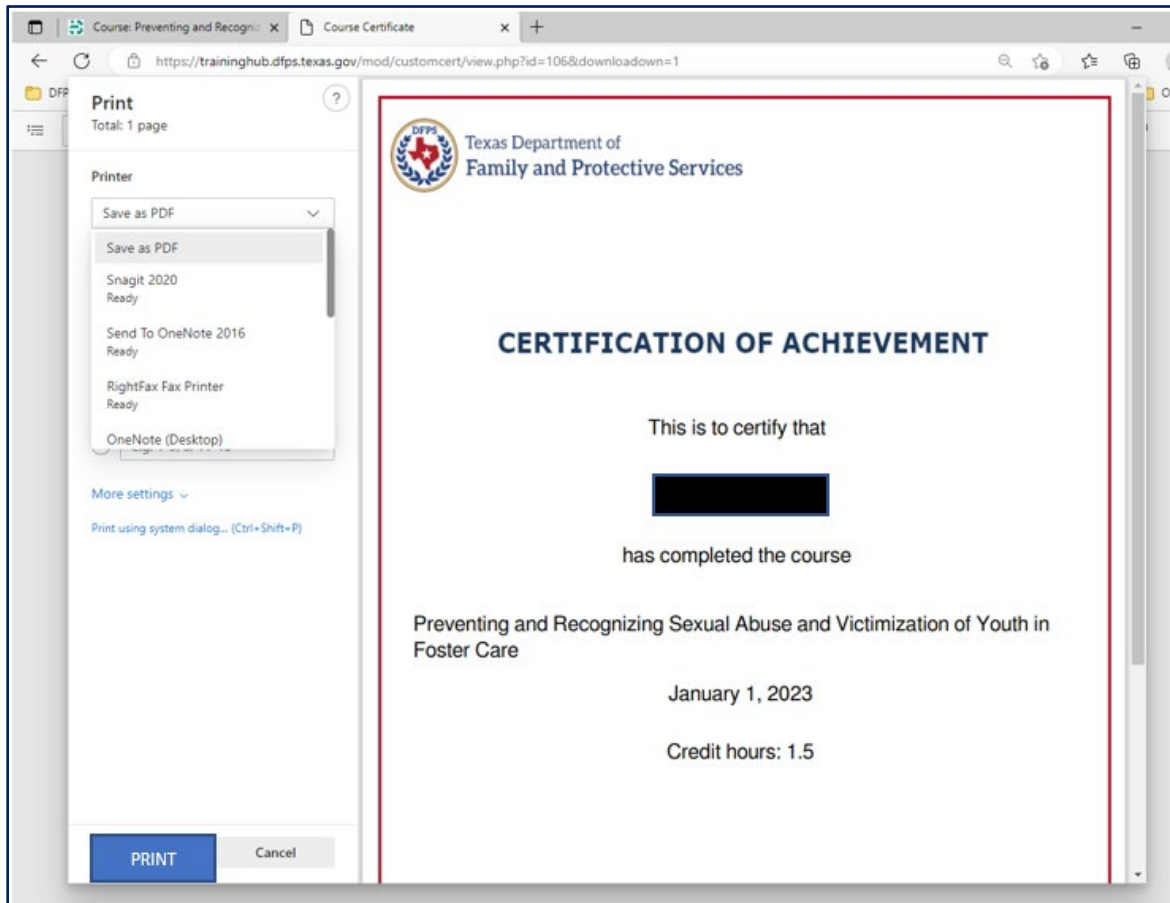 Course: Preventing and Recogni
Course Certificate
https://traininghub.dfps.texas.gov/mod/customcert/view.php?id=106&downloadown=1
DFP
Print
Total: 1 page
?
Printer
Save as PDF
Save as PDF
Snagit 2020
Ready
Send To OneNote 2016
Ready
RightFax Fax Printer
Ready
OneNote (Desktop)
More settings
Print using system dialog... (Ctrl+Shift+P)
PRINT
Cancel
DFPS
Texas Department of
Family and Protective Services
CERTIFICATION OF ACHIEVEMENT
This is to certify that
has completed the course
Preventing and Recognizing Sexual Abuse and Victimization of Youth in
Foster Care
January 1, 2023
Credit hours: 1.5